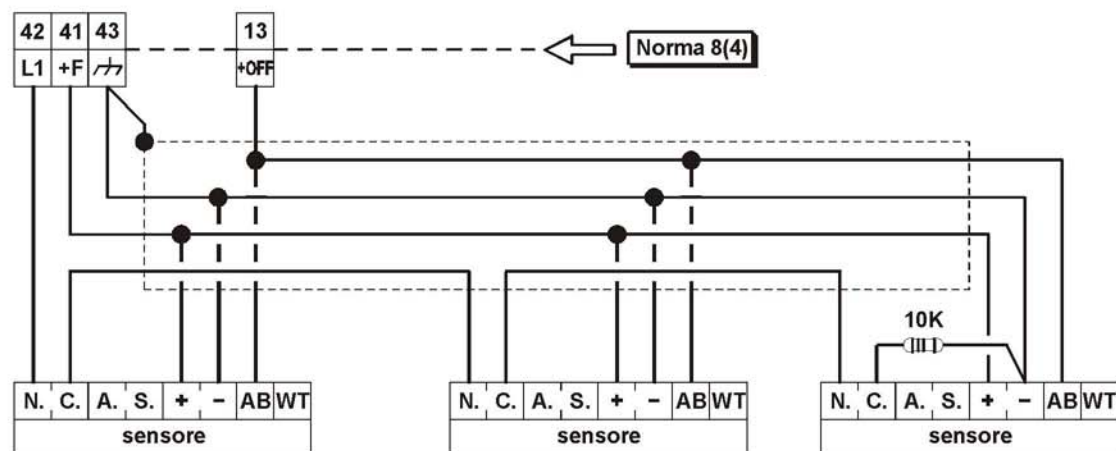 42 41 43 13
Norma 8(4)
L1 +F +OFF
10K
N. C. A. S. + − AB WT N. C. A. S. + − AB WT N. C. A. S. + − AB WT
sensore sensore sensore